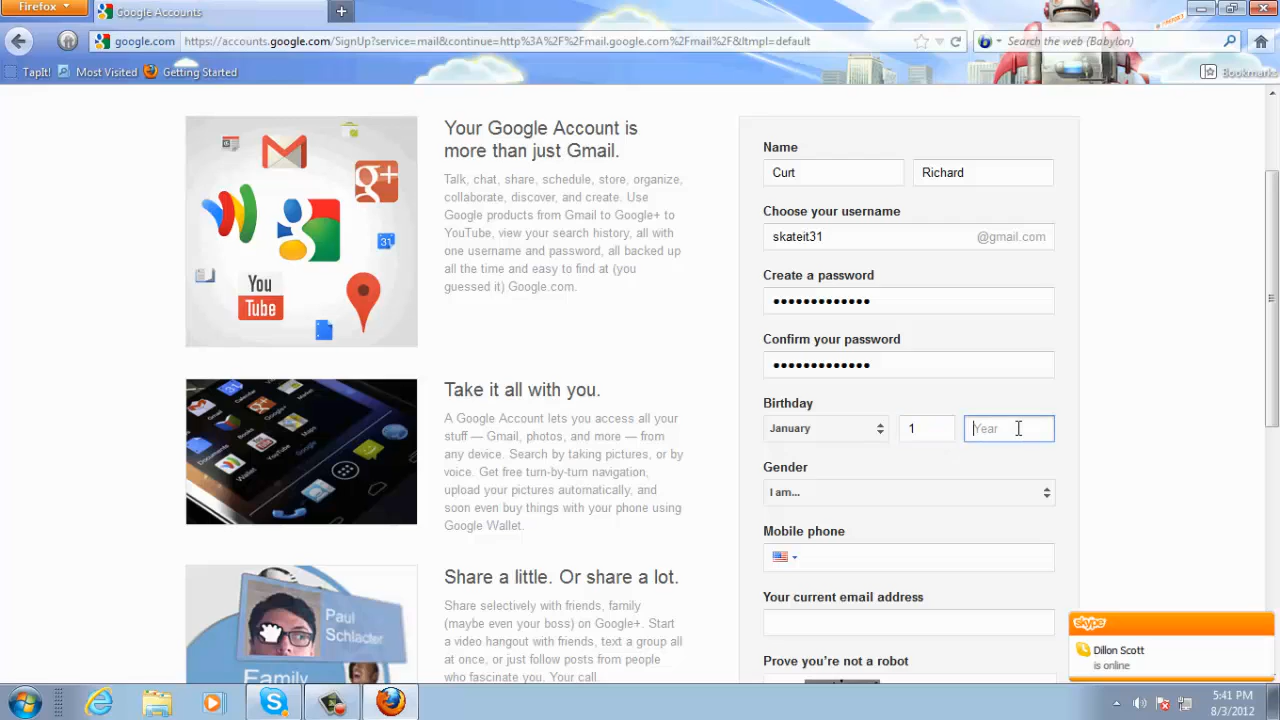 Firefox
Google Accounts
google.com
https://accounts.google.com/SignUp?service=mail&continue=http%3A%2F%2Fmail.google.com%2Fmail%2F&ltmpl=default
Search the web (Babylon)
TapIt!
Most Visited
Getting Started
Bookmarks
Your Google Account is
more than just Gmail.
Talk, chat, share, schedule, store, organize,
collaborate, discover, and create. Use
Google products from Gmail to Google+ to
YouTube, view your search history, all with
one username and password, all backed up
all the time and easy to find at (you
guessed it) Google.com.
g+
31
You
Tube
Take it all with you.
A Google Account lets you access all your
stuff — Gmail, photos, and more — from
any device. Search by taking pictures, or by
voice. Get free turn-by-turn navigation,
upload your pictures automatically, and
soon even buy things with your phone using
Google Wallet.
Share a little. Or share a lot.
Share selectively with friends, family
(maybe even your boss) on Google+. Start
a video hangout with friends, text a group all
at once, or just follow posts from people
who fascinate you. Your call.
Paul
Schlacter
Family
Name
Curt
Richard
Choose your username
skateit31
@gmail.com
Create a password
●●●●●●●●●●●●●
Confirm your password
●●●●●●●●●●●●●
Birthday
January
1
Year
Gender
I am...
Mobile phone
Your current email address
Prove you're not a robot
skype
Dillon Scott
is online
5:41 PM
8/3/2012